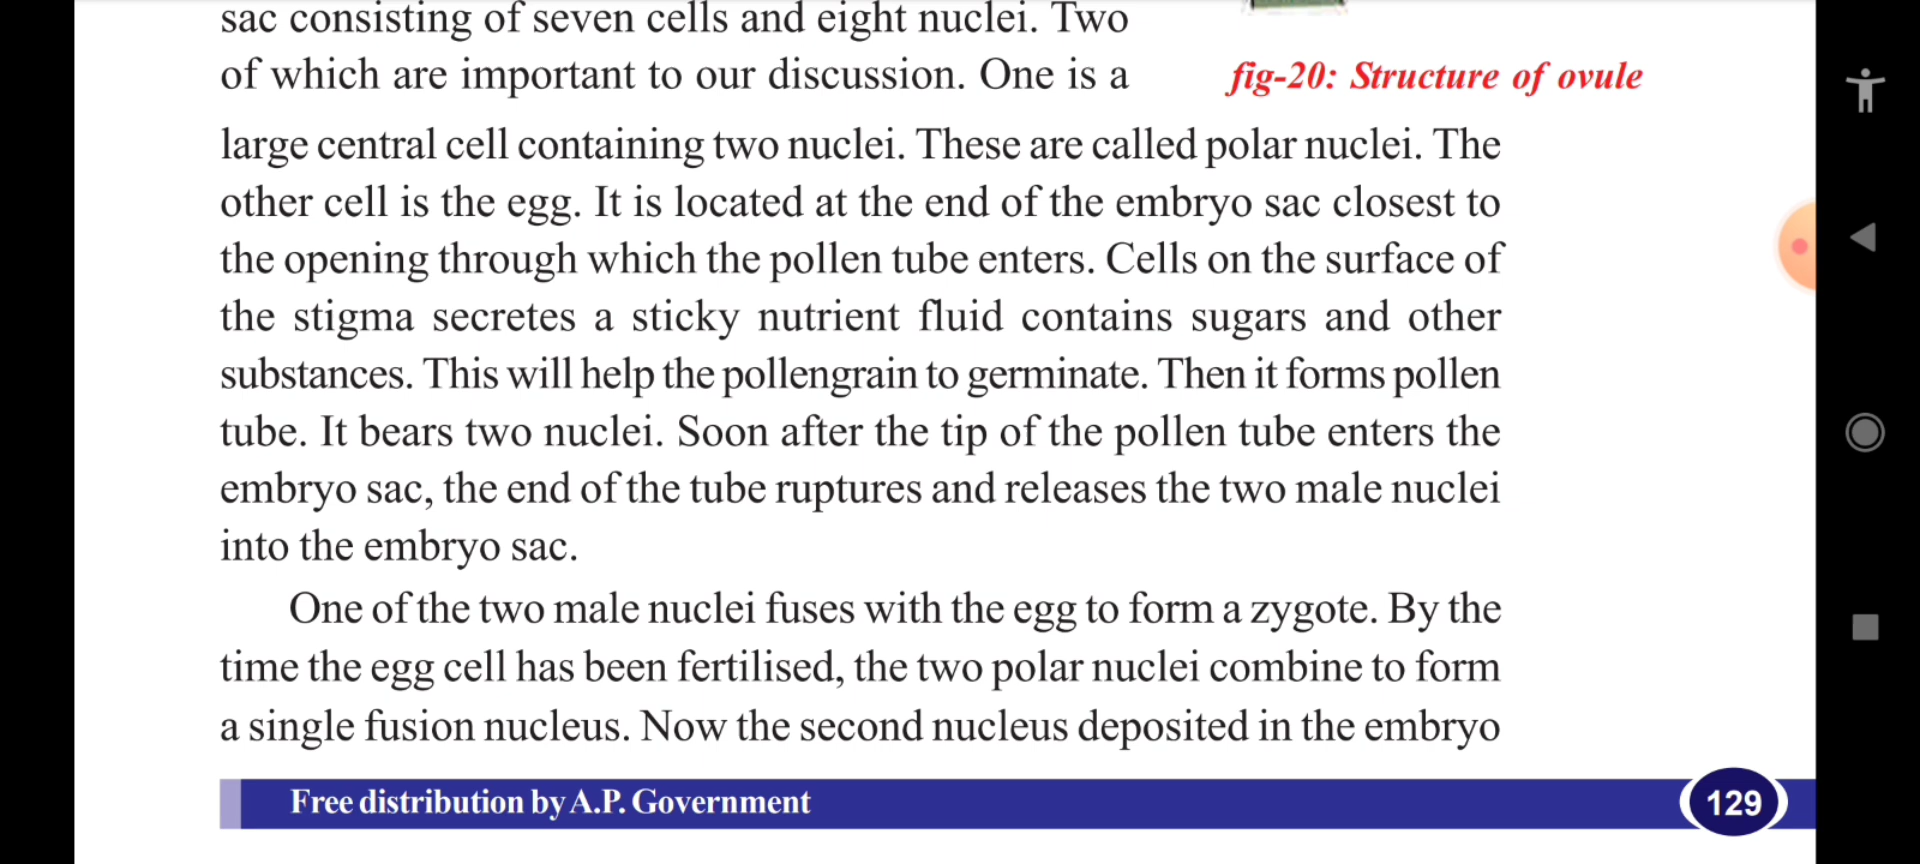 sac consisting of seven cells and eight nuclei. Two
of which are important to our discussion. One is a
fig-20: Structure of ovule
large central cell containing two nuclei. These are called polar nuclei. The
other cell is the egg. It is located at the end of the embryo sac closest to
the opening through which the pollen tube enters. Cells on the surface of
the stigma secretes a sticky nutrient fluid contains sugars and other
substances. This will help the pollengrain to germinate. Then it forms pollen
tube. It bears two nuclei. Soon after the tip of the pollen tube enters the
embryo sac, the end of the tube ruptures and releases the two male nuclei
into the embryo sac.
One of the two male nuclei fuses with the egg to form a zygote. By the
time the egg cell has been fertilised, the two polar nuclei combine to form
a single fusion nucleus. Now the second nucleus deposited in the embryo
Free distribution by A.P. Government
129